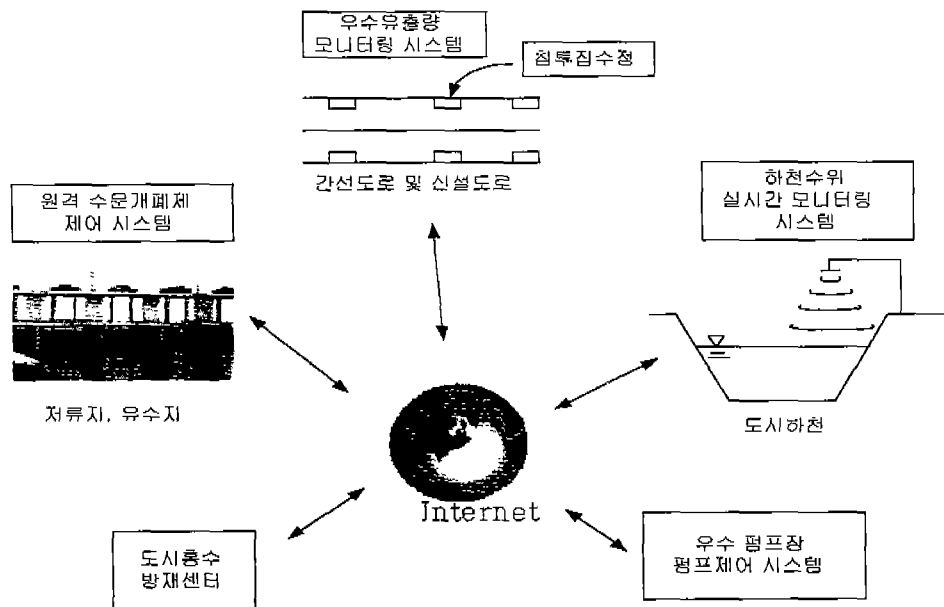 우수유출량
모니터링 시스템
침투집수정
간선도로 및 신설도로
원격 수문개폐제
제어 시스템
하천수위
실시간 모니터링
시스템
저류지, 유수지
도시하천
Internet
도시홍수
방재센터
우수 펌프장
펌프제어 시스템